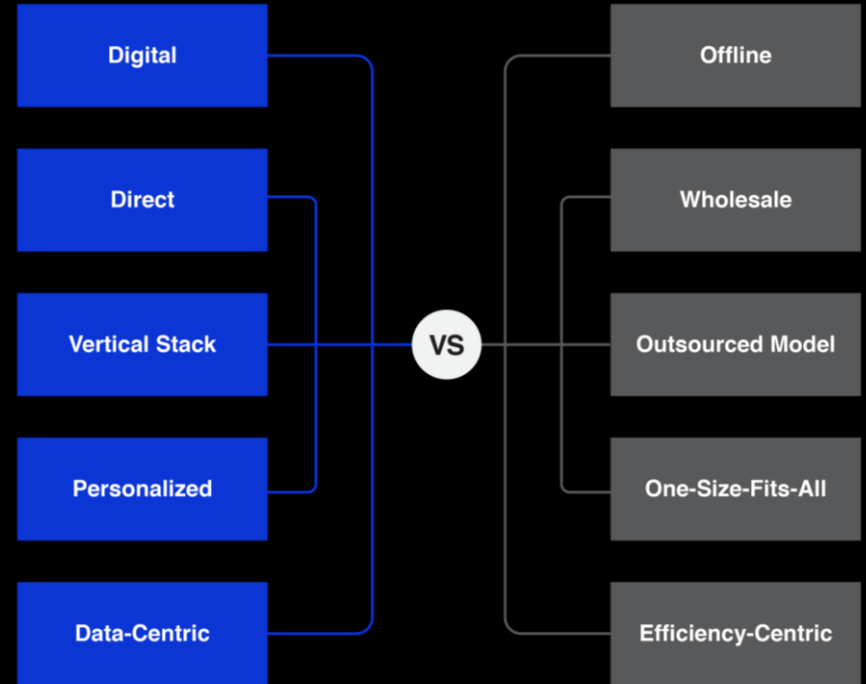 Digital
Offline
Direct
Wholesale
Vertical Stack
VS
Outsourced Model
Personalized
One-Size-Fits-All
Data-Centric
Efficiency-Centric